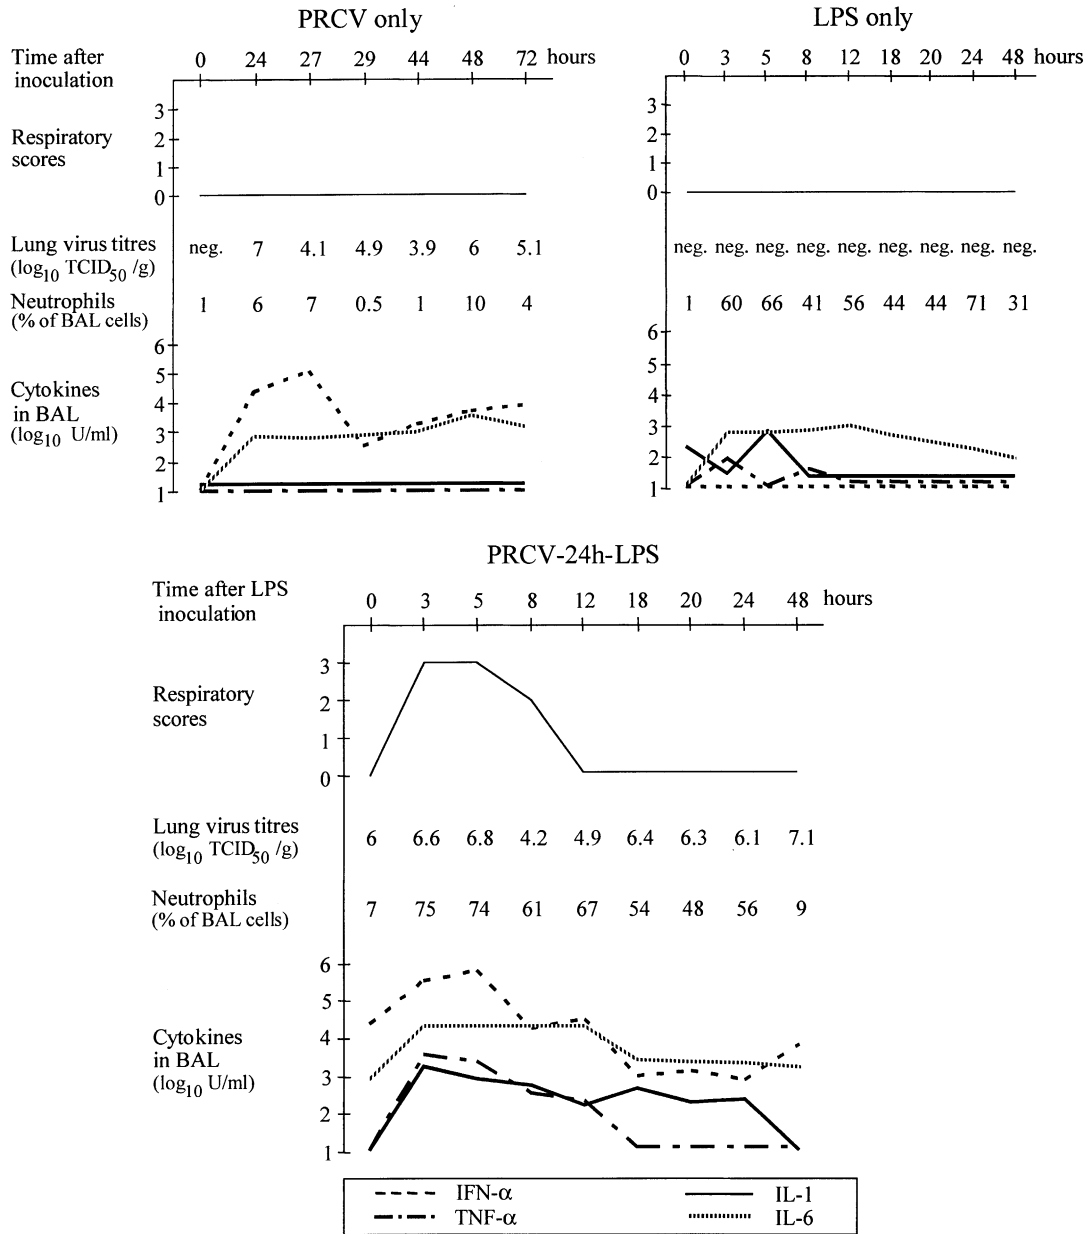 PRCV only
Time after inoculation
0 24 27 29 44 48 72 hours
Respiratory scores
3
2
1
0
Lung virus titres (log10 TCID50 /g)
neg. 7 4.1 4.9 3.9 6 5.1
Neutrophils (% of BAL cells)
1 6 7 0.5 1 10 4
Cytokines in BAL (log10 U/ml)
6
5
4
3
2
1
LPS only
0 3 5 8 12 18 20 24 48 hours
3
2
1
0
neg. neg. neg. neg. neg. neg. neg. neg. neg.
1 60 66 41 56 44 44 71 31
6
5
4
3
2
1
PRCV-24h-LPS
Time after LPS inoculation
0 3 5 8 12 18 20 24 48 hours
Respiratory scores
3
2
1
0
Lung virus titres (log10 TCID50 /g)
6 6.6 6.8 4.2 4.9 6.4 6.3 6.1 7.1
Neutrophils (% of BAL cells)
7 75 74 61 67 54 48 56 9
Cytokines in BAL (log10 U/ml)
6
5
4
3
2
1
IFN-α IL-1
TNF-α IL-6